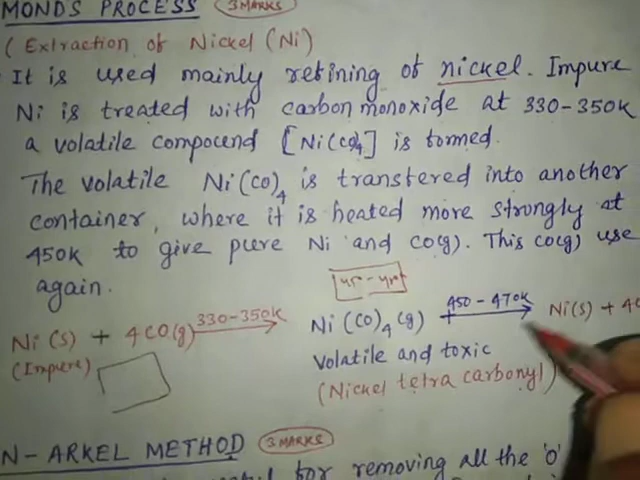 MONDS PROCESS (3 MARKS)
(Extraction of Nickel (Ni)
It is used mainly refining of nickel. Impure
Ni is treated with carbon monoxide at 330-350K
a volatile compound [Ni(co)4] is formed.
The volatile Ni(co)4 is transfered into another
container, where it is heated more strongly at
450k to give pure Ni and co(g). This co(g) use
again.
Ni(s) + 4CO(g) 330-350K Ni(co)4(g) 450-470K Ni(s) + 4C
(Impure) volatile and toxic
(Nickel tetra carbonyl)
N-ARKEL METHOD (3 MARKS)
for removing all the 'o'